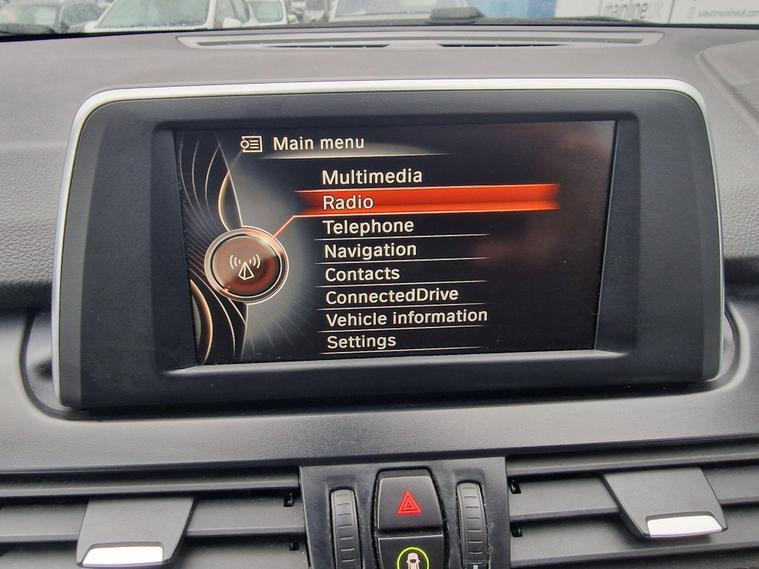 Main menu
Multimedia
Radio
Telephone
Navigation
Contacts
ConnectedDrive
Vehicle information
Settings